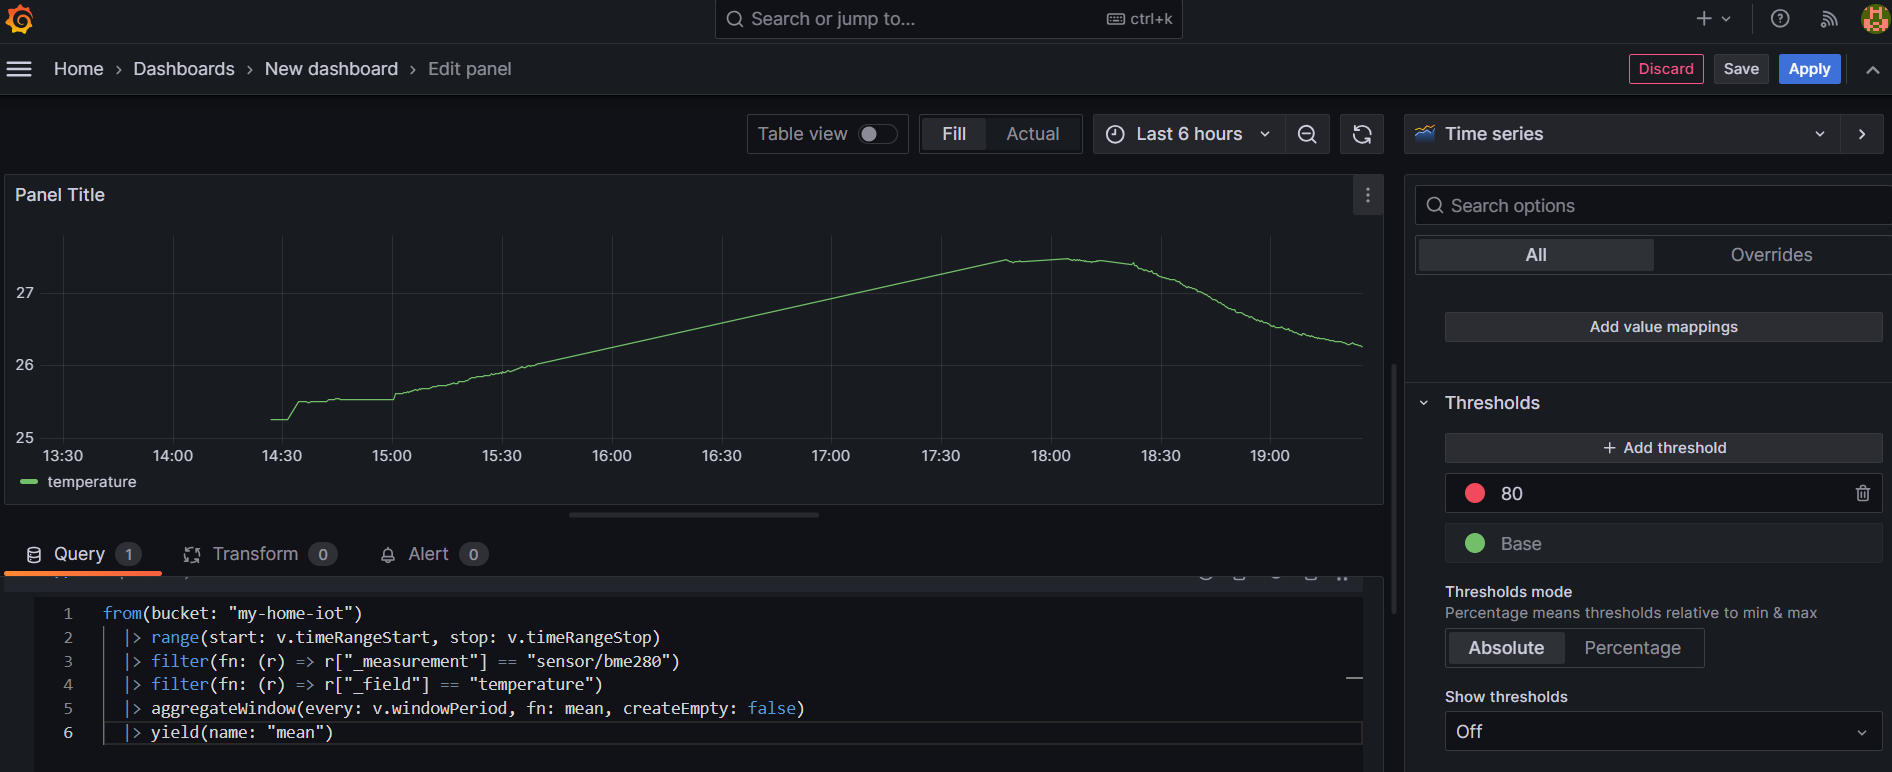 Search or jump to... ctrl+k
Home › Dashboards › New dashboard › Edit panel
Discard Save Apply
Table view Fill Actual Last 6 hours
Time series
Panel Title
Search options
All Overrides
27
26
25
13:30 14:00 14:30 15:00 15:30 16:00 16:30 17:00 17:30 18:00 18:30 19:00
temperature
Add value mappings
Thresholds
+ Add threshold
80
Base
Thresholds mode
Percentage means thresholds relative to min & max
Absolute Percentage
Show thresholds
Off
Query 1 Transform 0 Alert 0
1 from(bucket: "my-home-iot")
2 |> range(start: v.timeRangeStart, stop: v.timeRangeStop)
3 |> filter(fn: (r) => r["_measurement"] == "sensor/bme280")
4 |> filter(fn: (r) => r["_field"] == "temperature")
5 |> aggregateWindow(every: v.windowPeriod, fn: mean, createEmpty: false)
6 |> yield(name: "mean")